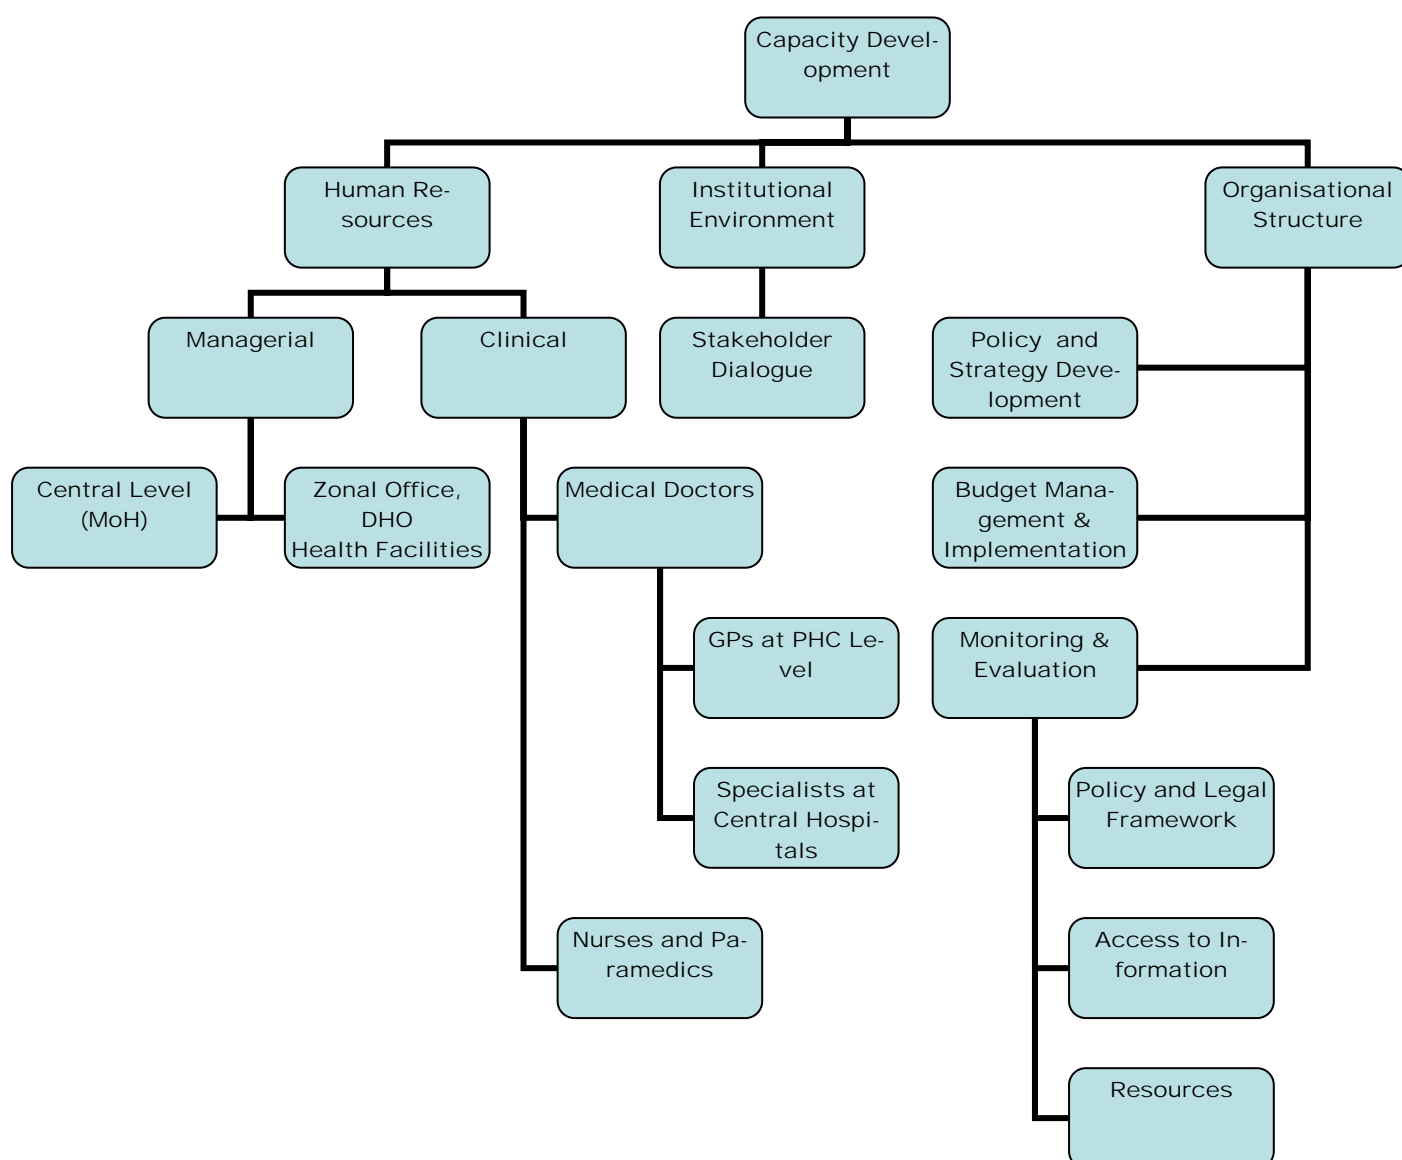 Capacity Devel-
opment
Human Re-
sources
Institutional
Environment
Organisational
Structure
Managerial
Clinical
Stakeholder
Dialogue
Policy and
Strategy Deve-
lopment
Central Level
(MoH)
Zonal Office,
DHO
Health Facilities
Medical Doctors
Budget Mana-
gement &
Implementation
GPs at PHC Le-
vel
Monitoring &
Evaluation
Specialists at
Central Hospi-
tals
Policy and Legal
Framework
Nurses and Pa-
ramedics
Access to In-
formation
Resources